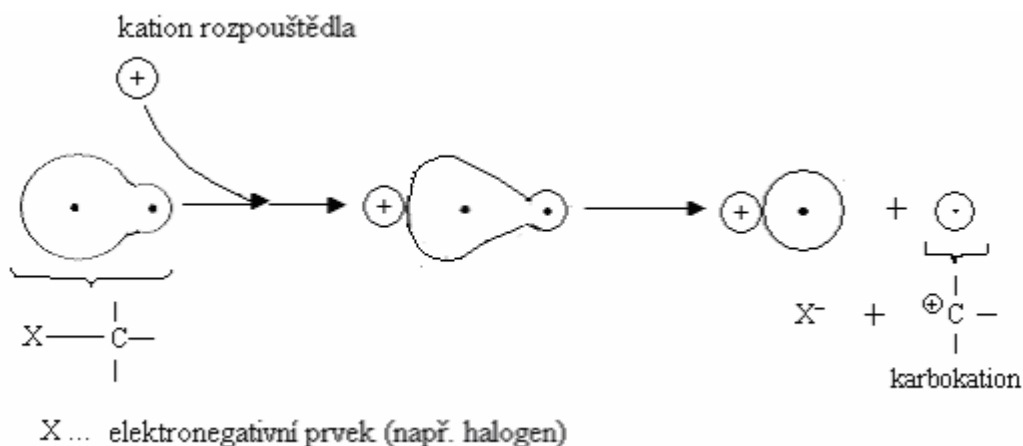 kation rozpouštědla
+
+
+
+
X — C —
X⁻ + ⊕C —
karbokation
X ... elektronegativní prvek (např. halogen)